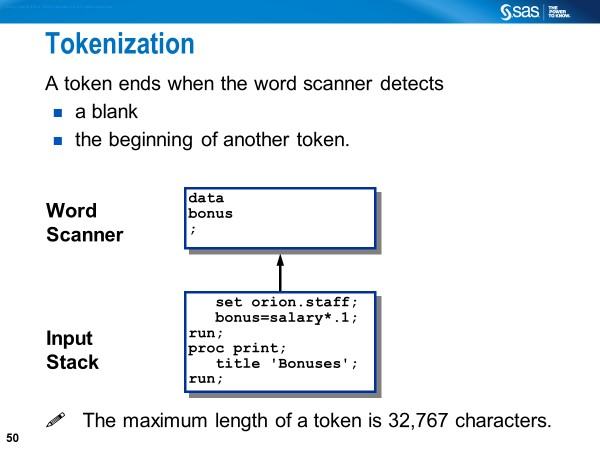 sas
THE
POWER
TO KNOW.
Tokenization
A token ends when the word scanner detects
a blank
the beginning of another token.
Word
Scanner
data
bonus
;
Input
Stack
set orion.staff;
bonus=salary*.1;
run;
proc print;
title 'Bonuses';
run;
The maximum length of a token is 32,767 characters.
50